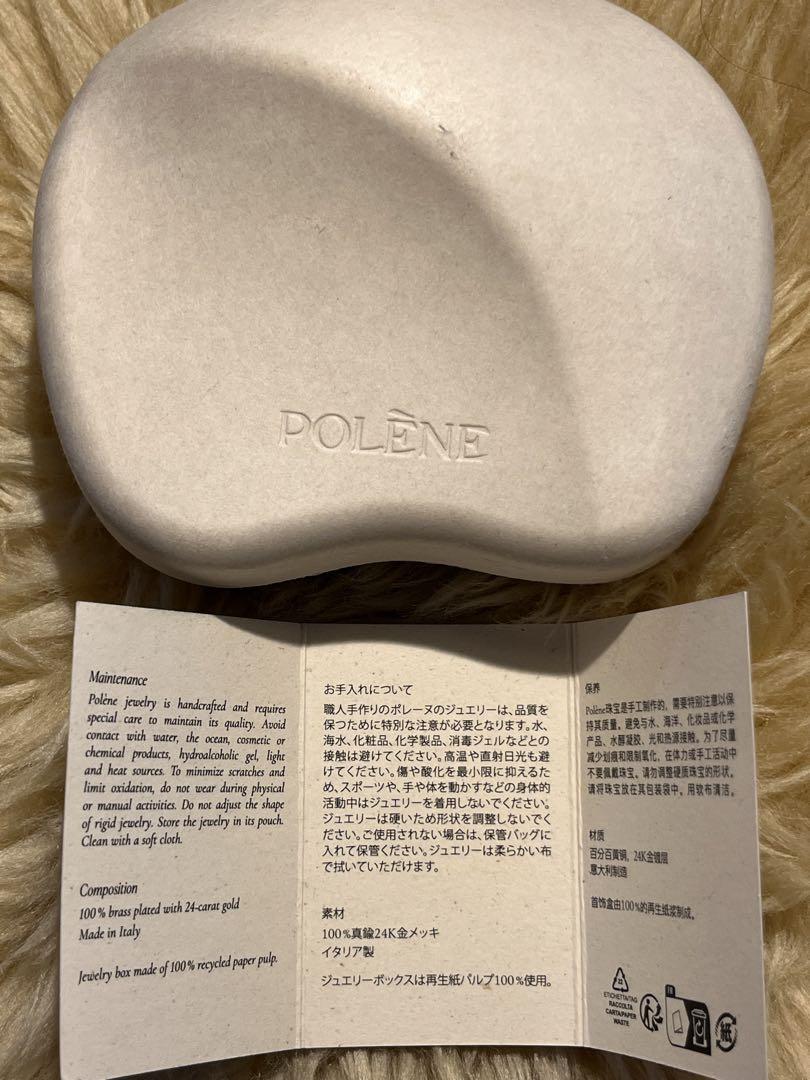 POLÈNE
Maintenance
Polène jewelry is handcrafted and requires
special care to maintain its quality. Avoid
contact with water, the ocean, cosmetic or
chemical products, hydroalcoholic gel, light
and heat sources. To minimize scratches and
limit oxidation, do not wear during physical
or manual activities. Do not adjust the shape
of rigid jewelry. Store the jewelry in its pouch.
Clean with a soft cloth.
Composition
100% brass plated with 24-carat gold
Made in Italy
Jewelry box made of 100% recycled paper pulp.
お手入れについて
職人手作りのポレーヌのジュエリーは、品質を
保つために特別な注意が必要となります。水、
海水、化粧品、化学製品、消毒ジェルなどとの
接触は避けてください。高温や直射日光も避
けてください。傷や酸化を最小限に抑えるた
め、スポーツや、手や体を動かすなどの身体的
活動中はジュエリーを着用しないでください。
ジュエリーは硬いため形状を調整しないでく
ださい。ご使用されない場合は、保管バッグに
入れて保管ください。ジュエリーは柔らかい布
で拭いていただけます。
素材
100%真鍮24K金メッキ
イタリア製
ジュエリーボックスは再生紙パルプ100%使用。
保养
Polène珠宝是手工制作的，需要特别注意以保
持其质量。避免与水、海洋、化妆品或化学
产品、水醇凝胶、光和热源接触。为了尽量
减少划痕和限制氧化，在体力或手工活动中
不要佩戴珠宝。请勿调整硬质珠宝的形状。
请将珠宝放在其包装袋中。用软布清洁。
材质
百分百黄铜，24K金镀层
意大利制造
首饰盒由100%的再生纸浆制成。
22
ETICHETTA/TAG
RACCOLTA
CARTA/PAPER
WASTE
FR
紙